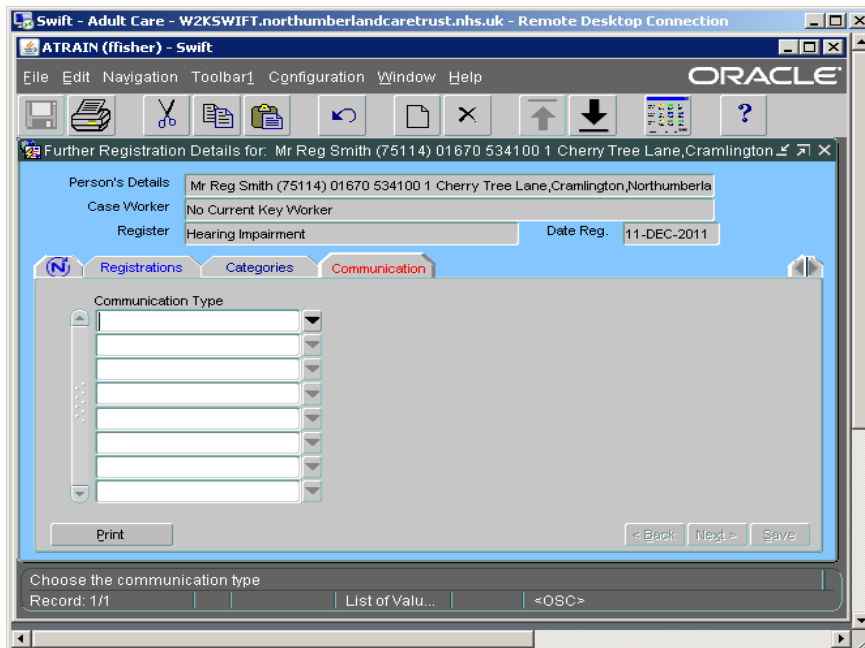 Swift - Adult Care - W2KSWIFT.northumberlandcaretrust.nhs.uk - Remote Desktop Connection
ATRAIN (ffisher) - Swift
File Edit Navigation Toolbar1 Configuration Window Help ORACLE
?
Further Registration Details for: Mr Reg Smith (75114) 01670 534100 1 Cherry Tree Lane,Cramlington
Person's Details Mr Reg Smith (75114) 01670 534100 1 Cherry Tree Lane,Cramlington,Northumberla
Case Worker No Current Key Worker
Register Hearing Impairment Date Reg. 11-DEC-2011
N Registrations Categories Communication
Communication Type
Print < Back Next > Save
Choose the communication type
Record: 1/1 List of Valu... <OSC>